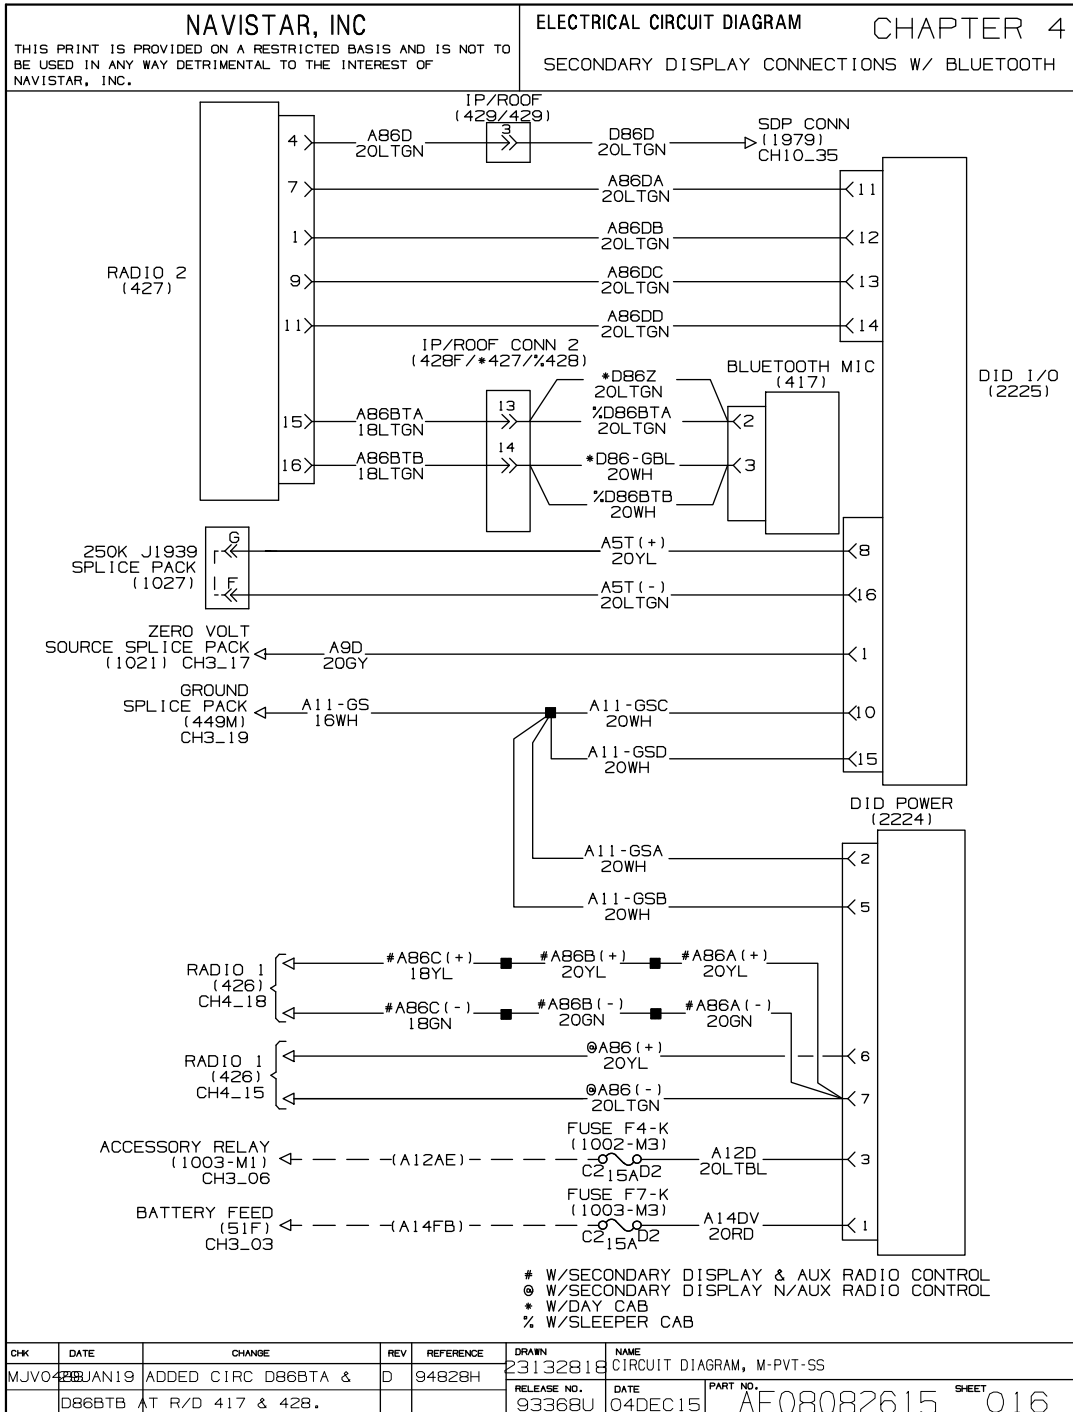 NAVISTAR, INC
THIS PRINT IS PROVIDED ON A RESTRICTED BASIS AND IS NOT TO
BE USED IN ANY WAY DETRIMENTAL TO THE INTEREST OF
NAVISTAR, INC.
ELECTRICAL CIRCUIT DIAGRAM
CHAPTER 4
SECONDARY DISPLAY CONNECTIONS W/ BLUETOOTH
IP/ROOF
(429/429)
4
A86D
20LTGN
3
D86D
20LTGN
SDP CONN
(1979)
CH10_35
7
A86DA
20LTGN
11
1
A86DB
20LTGN
12
RADIO 2
(427)
9
A86DC
20LTGN
13
11
A86DD
20LTGN
14
IP/ROOF CONN 2
(428F/*427/%428)
BLUETOOTH MIC
(417)
DID I/O
(2225)
*D86Z
20LTGN
15
A86BTA
18LTGN
13
%D86BTA
20LTGN
2
16
A86BTB
18LTGN
14
*D86-GBL
20WH
3
%D86BTB
20WH
250K J1939
SPLICE PACK
(1027)
G
A5T(+)
20YL
8
F
A5T(-)
20LTGN
16
ZERO VOLT
SOURCE SPLICE PACK
(1021) CH3_17
A9D
20GY
1
GROUND
SPLICE PACK
(449M)
CH3_19
A11-GS
16WH
A11-GSC
20WH
10
A11-GSD
20WH
15
DID POWER
(2224)
A11-GSA
20WH
2
A11-GSB
20WH
5
RADIO 1
(426)
CH4_18
#A86C(+)
18YL
#A86B(+)
20YL
#A86A(+)
20YL
#A86C(-)
18GN
#A86B(-)
20GN
#A86A(-)
20GN
RADIO 1
(426)
CH4_15
@A86(+)
20YL
6
@A86(-)
20LTGN
7
ACCESSORY RELAY
(1003-M1)
CH3_06
(A12AE)
FUSE F4-K
(1002-M3)
C2 15A D2
A12D
20LTBL
3
BATTERY FEED
(51F)
CH3_03
(A14FB)
FUSE F7-K
(1003-M3)
C2 15A D2
A14DV
20RD
1
# W/SECONDARY DISPLAY & AUX RADIO CONTROL
@ W/SECONDARY DISPLAY N/AUX RADIO CONTROL
* W/DAY CAB
% W/SLEEPER CAB
CHK DATE CHANGE REV REFERENCE
JAN19 ADDED CIRC D86BTA & D 94828H
D86BTB AT R/D 417 & 428.
DRAWN
23132818
NAME
CIRCUIT DIAGRAM, M-PVT-SS
RELEASE NO.
93368U
DATE
04DEC15
PART NO.
AF08082615
SHEET
016